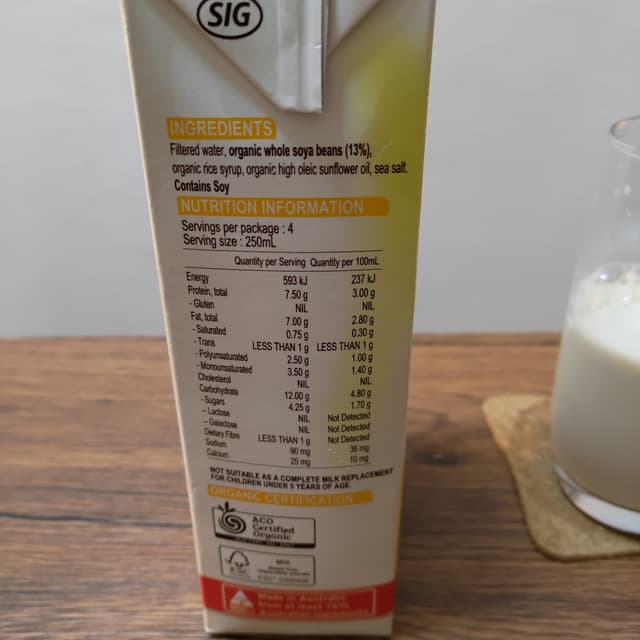 SIG
INGREDIENTS
Filtered water, organic whole soya beans (13%),
organic rice syrup, organic high oleic sunflower oil, sea salt.
Contains Soy
NUTRITION INFORMATION
Servings per package : 4
Serving size : 250mL
Quantity per Serving Quantity per 100mL
Energy 593 kJ 237 kJ
Protein, total 7.50 g 3.00 g
- Gluten NIL NIL
Fat, total 7.00 g 2.80 g
- Saturated 0.75 g 0.30 g
- Trans LESS THAN 1 g LESS THAN 1 g
- Polyunsaturated 2.50 g 1.00 g
- Monounsaturated 3.50 g 1.40 g
Cholesterol NIL NIL
Carbohydrate 12.00 g 4.80 g
- Sugars 4.25 g 1.70 g
- Lactose NIL Not Detected
- Galactose NIL Not Detected
Dietary Fibre LESS THAN 1 g Not Detected
Sodium 90 mg 36 mg
Calcium 25 mg 10 mg
NOT SUITABLE AS A COMPLETE MILK REPLACEMENT
FOR CHILDREN UNDER 5 YEARS OF AGE.
ORGANIC CERTIFICATION
ACO
Certified
Organic
FSC
MIX
Made in Australia
from at least 76%